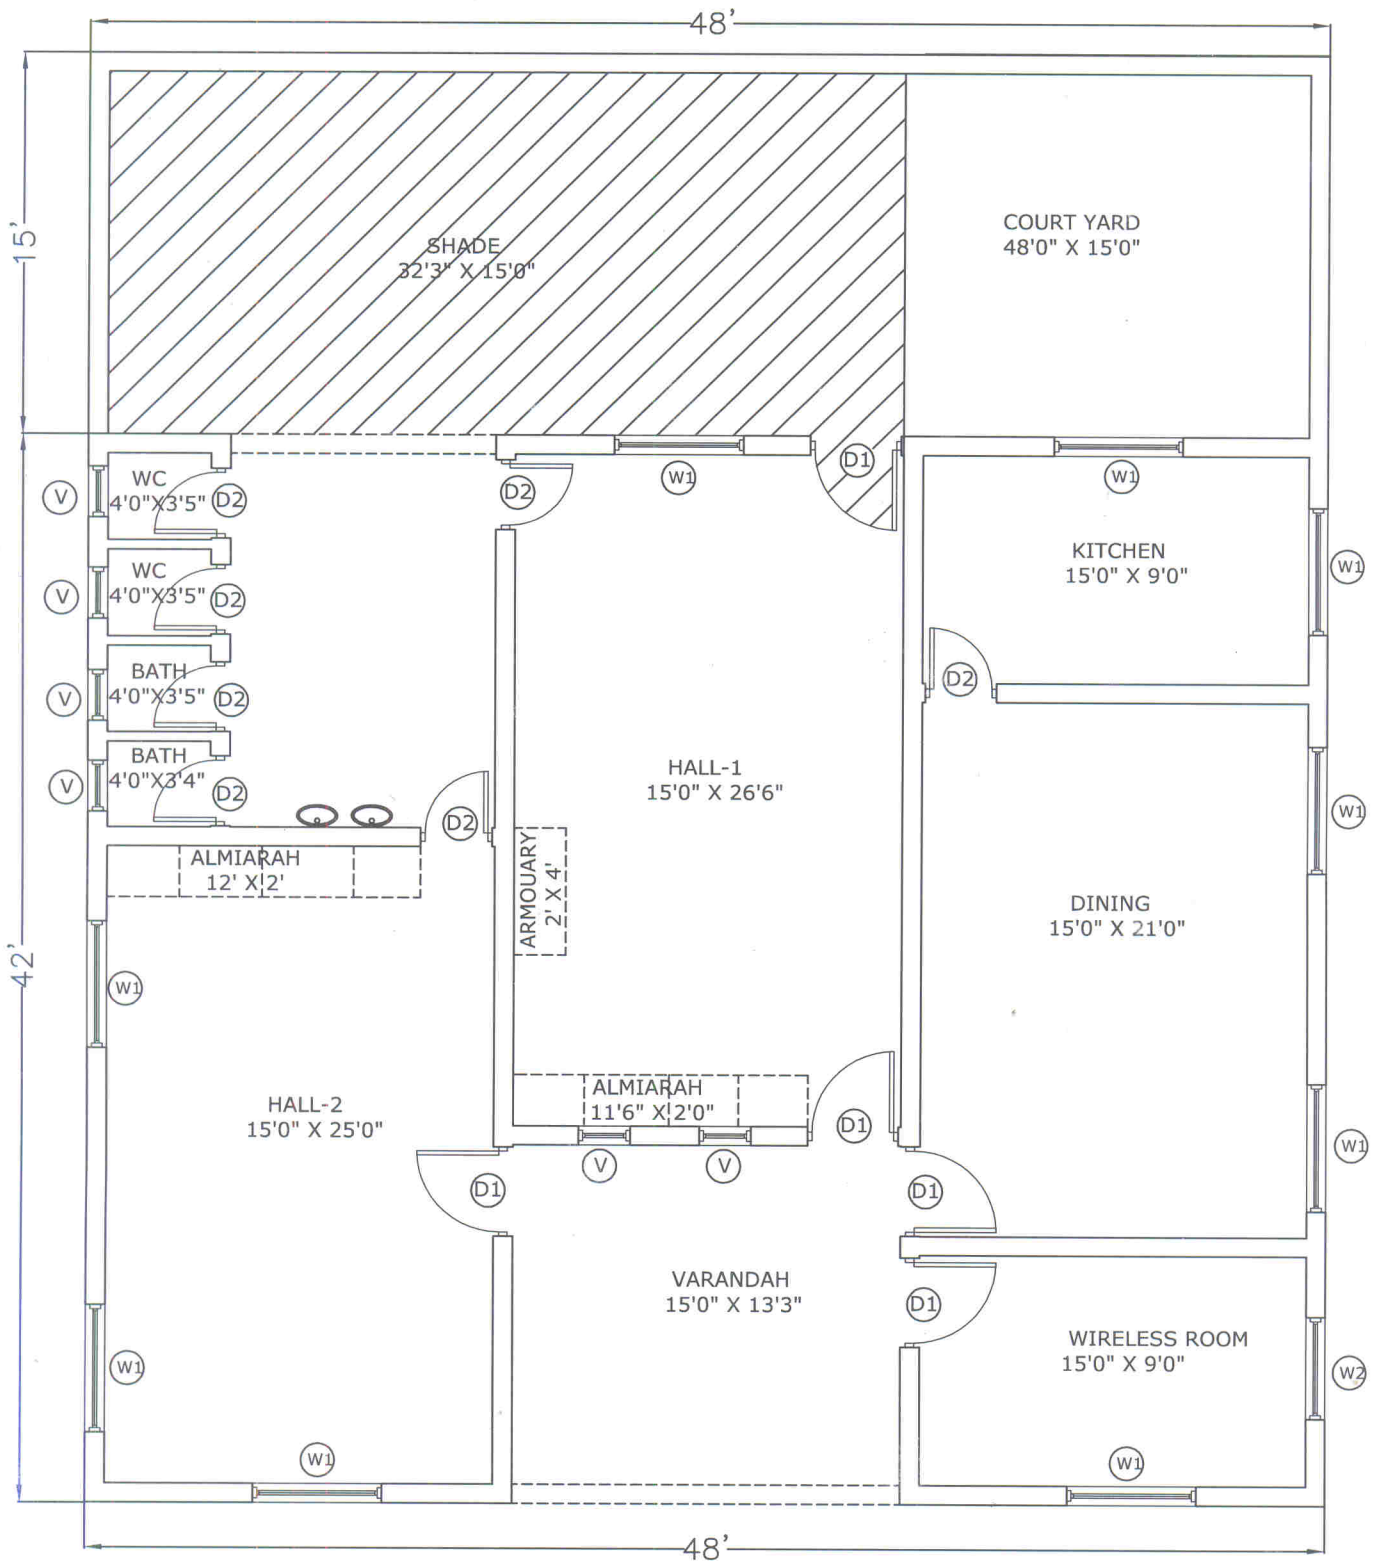 48'
15'
SHADE
32'3" X 15'0"
COURT YARD
48'0" X 15'0"
WC
4'0"X3'5"
V
D2
D2
W1
D1
W1
KITCHEN
15'0" X 9'0"
W1
WC
4'0"X3'5"
V
D2
BATH
4'0"X3'5"
V
D2
D2
BATH
4'0"X3'4"
V
D2
D2
HALL-1
15'0" X 26'6"
W1
ALMIARAH
12' X 2'
ARMOUARY
2' X 4'
DINING
15'0" X 21'0"
42'
W1
HALL-2
15'0" X 25'0"
ALMIARAH
11'6" X 2'0"
D1
V
V
W1
D1
D1
VARANDAH
15'0" X 13'3"
D1
WIRELESS ROOM
15'0" X 9'0"
W1
W2
W1
W1
48'